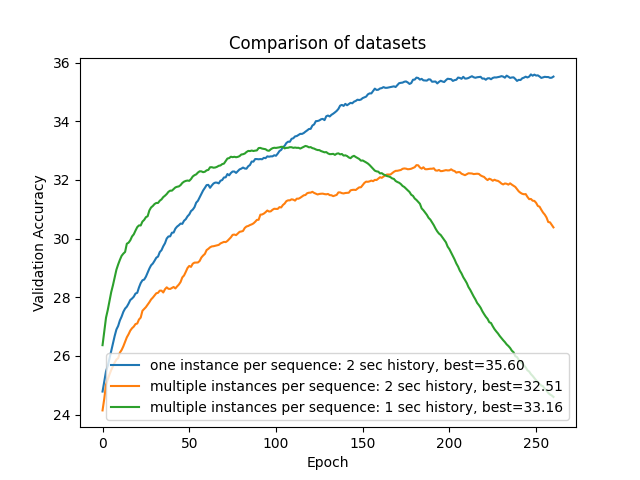 Comparison of datasets
Validation Accuracy
36
34
32
30
28
26
24
one instance per sequence: 2 sec history, best=35.60
multiple instances per sequence: 2 sec history, best=32.51
multiple instances per sequence: 1 sec history, best=33.16
0 50 100 150 200 250
Epoch